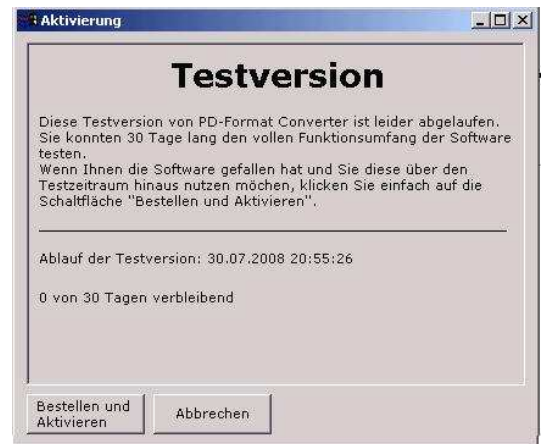 Aktivierung
Testversion
Diese Testversion von PD-Format Converter ist leider abgelaufen.
Sie konnten 30 Tage lang den vollen Funktionsumfang der Software
testen.
Wenn Ihnen die Software gefallen hat und Sie diese über den
Testzeitraum hinaus nutzen möchen, klicken Sie einfach auf die
Schaltfläche "Bestellen und Aktivieren".
Ablauf der Testversion: 30.07.2008 20:55:26
0 von 30 Tagen verbleibend
Bestellen und
Aktivieren
Abbrechen